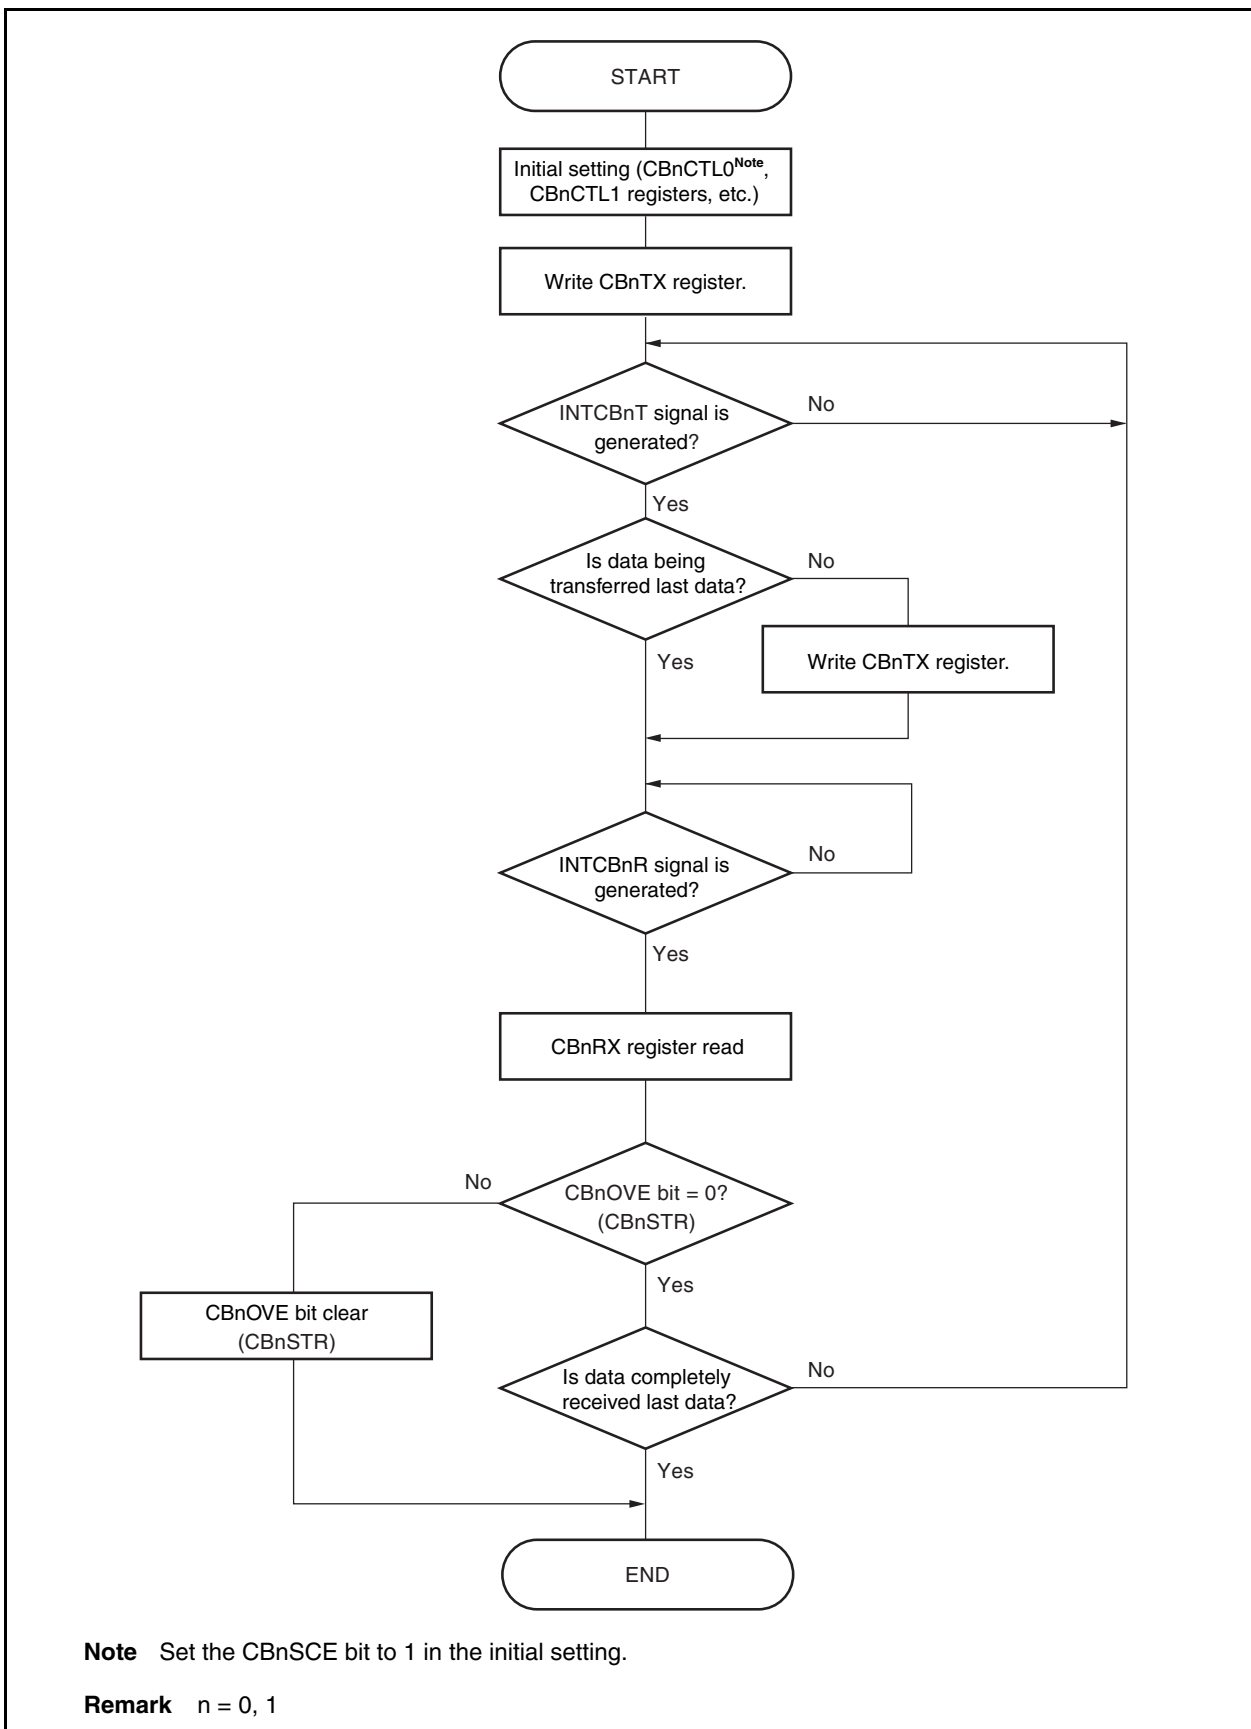 START
Initial setting (CBnCTL0Note,
CBnCTL1 registers, etc.)
Write CBnTX register.
INTCBnT signal is
generated?
No
Yes
Is data being
transferred last data?
No
Yes
Write CBnTX register.
INTCBnR signal is
generated?
No
Yes
CBnRX register read
No
CBnOVE bit = 0?
(CBnSTR)
Yes
CBnOVE bit clear
(CBnSTR)
Is data completely
received last data?
No
Yes
END
Note Set the CBnSCE bit to 1 in the initial setting.
Remark n = 0, 1